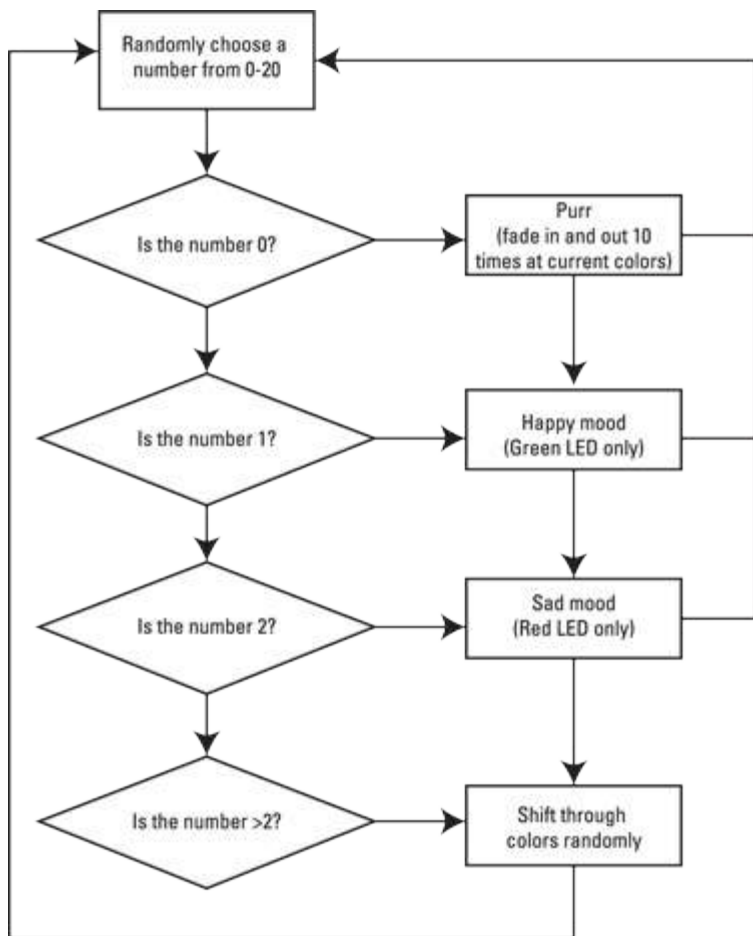 Randomly choose a
number from 0-20
Is the number 0?
Purr
(fade in and out 10
times at current colors)
Is the number 1?
Happy mood
(Green LED only)
Is the number 2?
Sad mood
(Red LED only)
Is the number >2?
Shift through
colors randomly